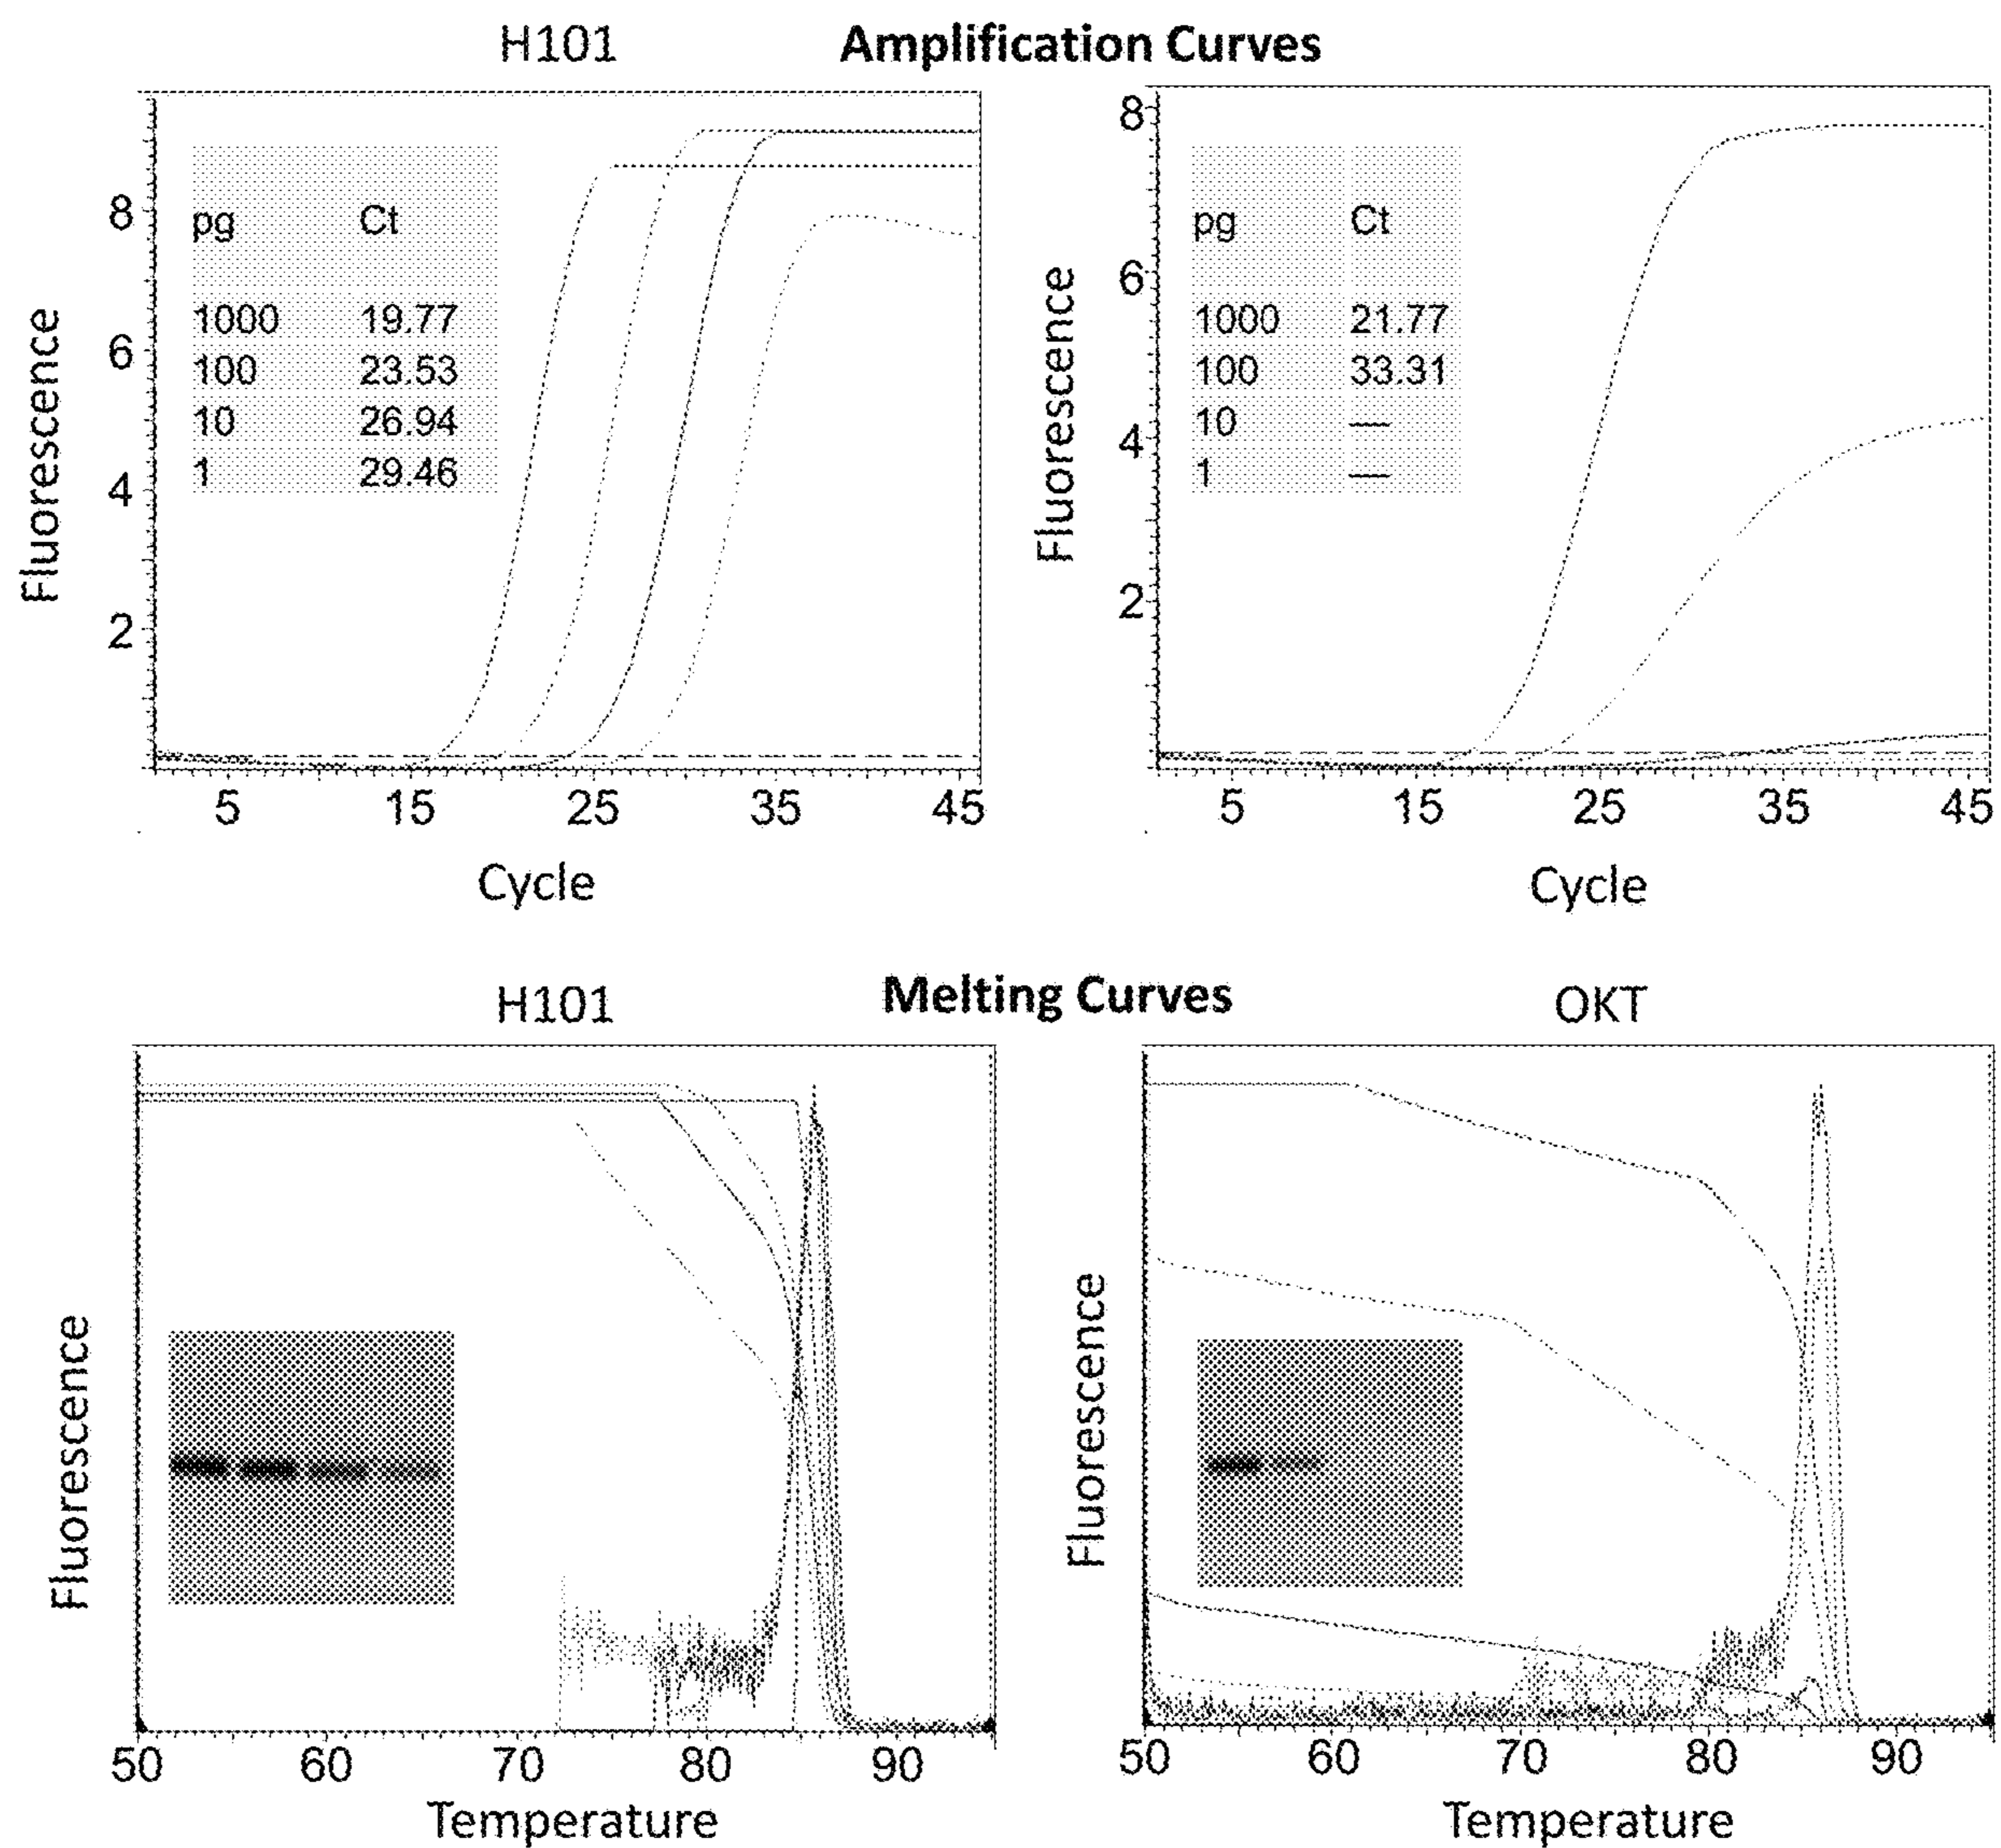 H101 Amplification Curves
Fluorescence
8
6
4
2
pg Ct
1000 19.77
100 23.53
10 26.94
1 29.46
5 15 25 35 45
Cycle
Fluorescence
8
6
4
2
pg Ct
1000 21.77
100 33.31
10 —
1 —
5 15 25 35 45
Cycle
H101 Melting Curves OKT
Fluorescence
50 60 70 80 90
Temperature
Fluorescence
50 60 70 80 90
Temperature